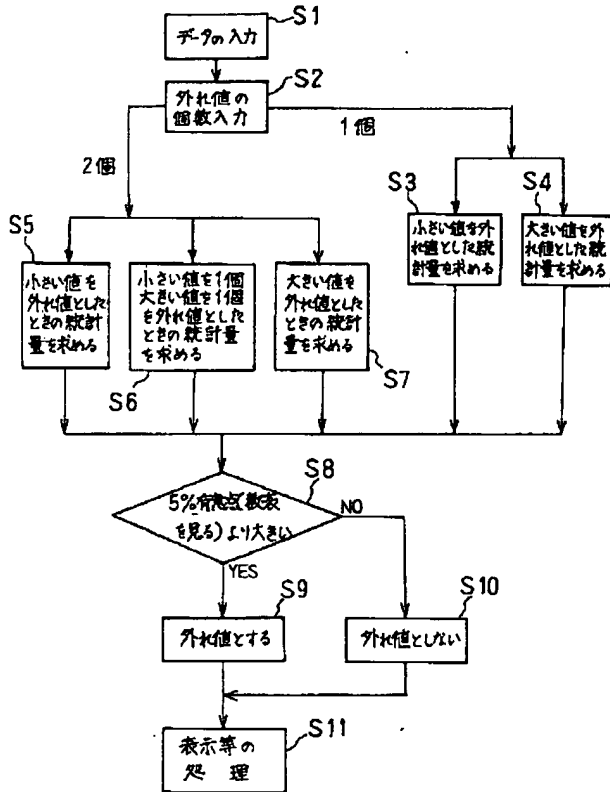 S1
データの入力
S2
外れ値の
個数入力
1個
2個
S3
小さい値を外
れ値とした統
計量を求める
S4
大きい値を外
れ値とした統
計量を求める
S5
小さい値を
外れ値とした
ときの統計
量を求める
小さい値を1個
大きい値を1個
を外れ値とした
ときの統計量
を求める
S6
大きい値を
外れ値とした
ときの統計
量を求める
S7
S8
5%有意点(数表
を見る)より大きい
NO
YES
S9
外れ値とする
S10
外れ値としない
S11
表示等の
処理